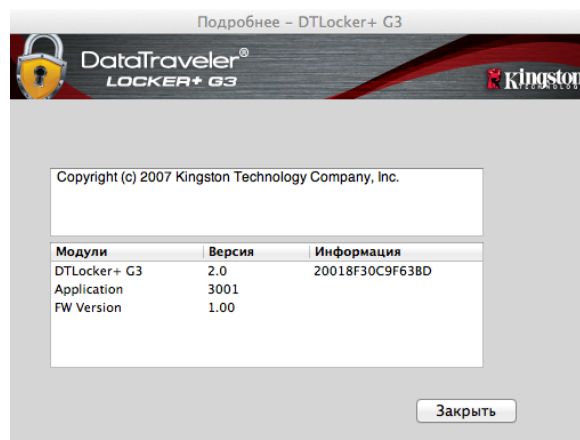 Подробнее – DTLocker+ G3
DataTraveler®
LOCKER+ G3
Kingston
TECHNOLOGY
Copyright (c) 2007 Kingston Technology Company, Inc.
Модули Версия Информация
DTLocker+ G3 2.0 20018F30C9F63BD
Application 3001
FW Version 1.00
Закрыть